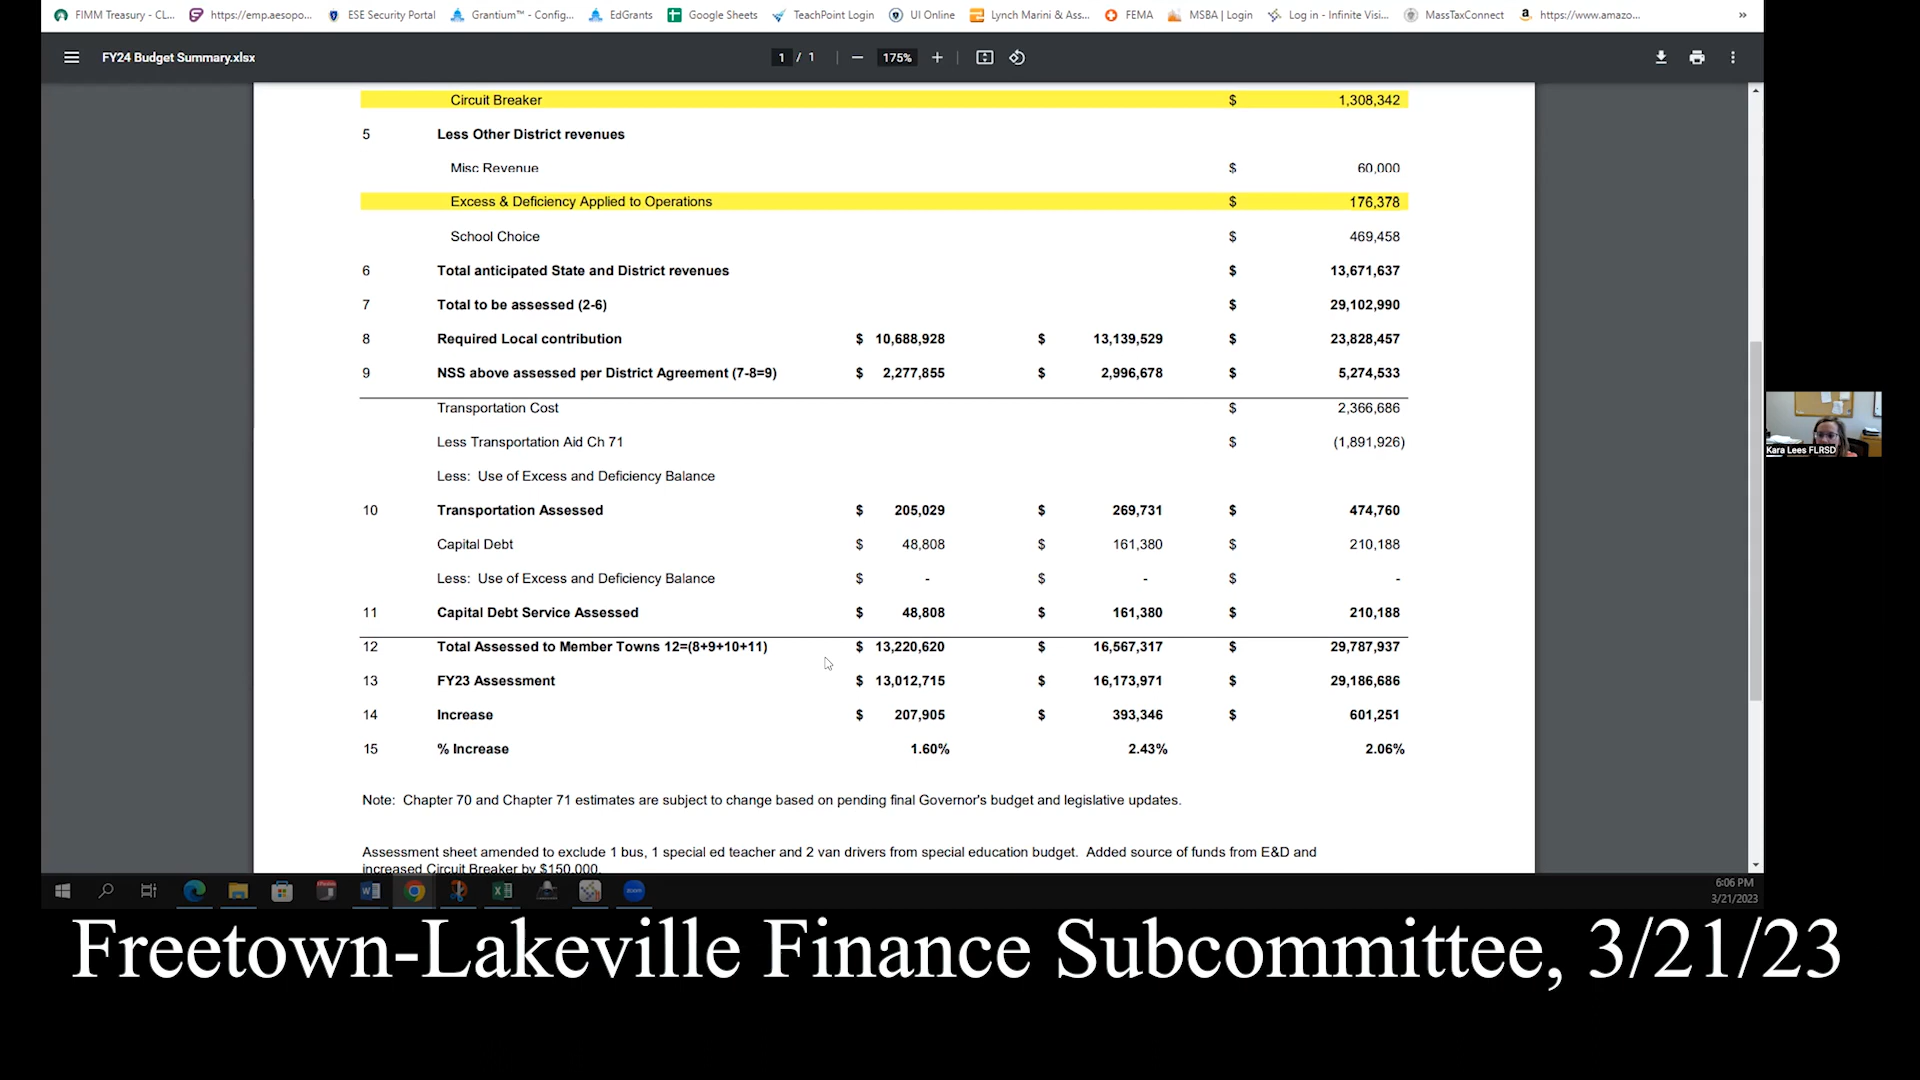 FIMM Treasury - CL... https://emp.aesopo... ESE Security Portal Grantium™ - Config... EdGrants Google Sheets TeachPoint Login UI Online Lynch Marini & Ass... FEMA MSBA | Login Log in - Infinite Visi... MassTaxConnect https://www.amazo... »
FY24 Budget Summary.xlsx 1 / 1 175%
Circuit Breaker $ 1,308,342
5 Less Other District revenues
Misc Revenue $ 60,000
Excess & Deficiency Applied to Operations $ 176,378
School Choice $ 469,458
6 Total anticipated State and District revenues $ 13,671,637
7 Total to be assessed (2-6) $ 29,102,990
8 Required Local contribution $ 10,688,928 $ 13,139,529 $ 23,828,457
9 NSS above assessed per District Agreement (7-8=9) $ 2,277,855 $ 2,996,678 $ 5,274,533
Transportation Cost $ 2,366,686
Less Transportation Aid Ch 71 $ (1,891,926)
Less: Use of Excess and Deficiency Balance
10 Transportation Assessed $ 205,029 $ 269,731 $ 474,760
Capital Debt $ 48,808 $ 161,380 $ 210,188
Less: Use of Excess and Deficiency Balance $ - $ - $ -
11 Capital Debt Service Assessed $ 48,808 $ 161,380 $ 210,188
12 Total Assessed to Member Towns 12=(8+9+10+11) $ 13,220,620 $ 16,567,317 $ 29,787,937
13 FY23 Assessment $ 13,012,715 $ 16,173,971 $ 29,186,686
14 Increase $ 207,905 $ 393,346 $ 601,251
15 % Increase 1.60% 2.43% 2.06%
Note: Chapter 70 and Chapter 71 estimates are subject to change based on pending final Governor's budget and legislative updates.
Assessment sheet amended to exclude 1 bus, 1 special ed teacher and 2 van drivers from special education budget. Added source of funds from E&D and
increased Circuit Breaker by $150,000.
Kara Lees FLRSD
6:06 PM
3/21/2023
Freetown-Lakeville Finance Subcommittee, 3/21/23